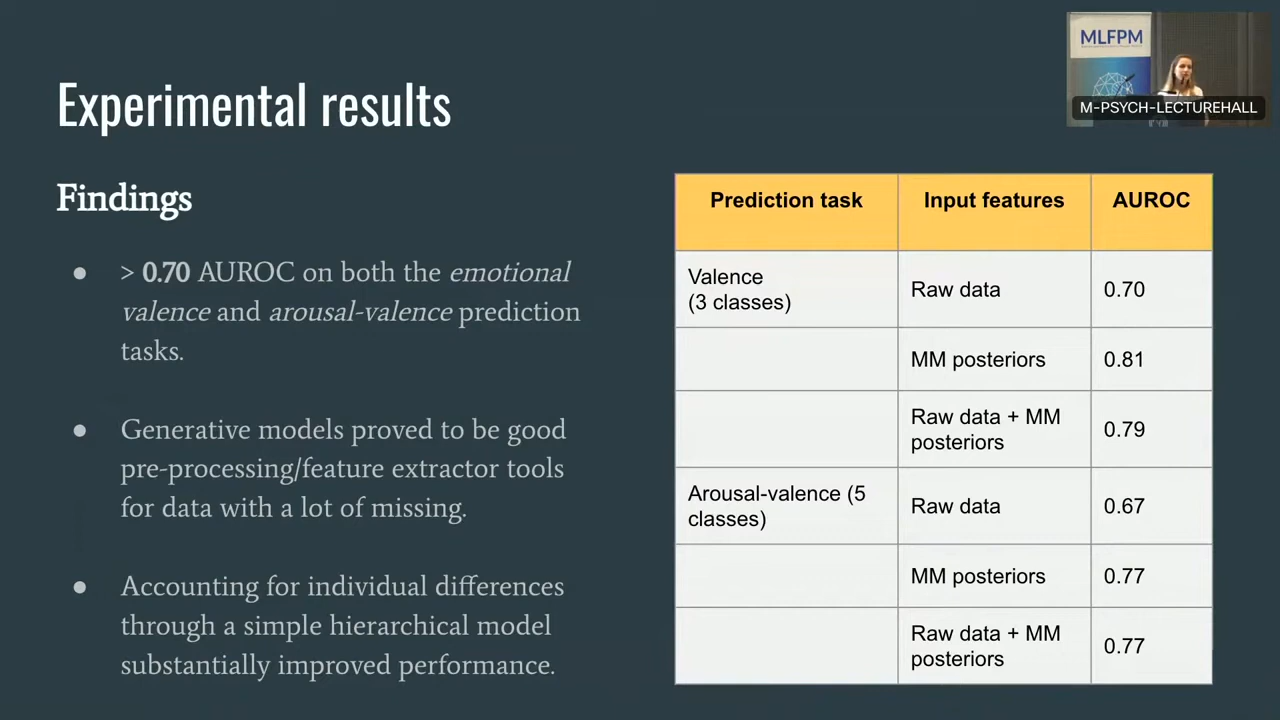 MLFPM
M-PSYCH-LECTUREHALL
Experimental results
Findings
● > 0.70 AUROC on both the emotional
valence and arousal-valence prediction
tasks.
● Generative models proved to be good
pre-processing/feature extractor tools
for data with a lot of missing.
● Accounting for individual differences
through a simple hierarchical model
substantially improved performance.
Prediction task Input features AUROC
Valence
(3 classes) Raw data 0.70
MM posteriors 0.81
Raw data + MM
posteriors 0.79
Arousal-valence (5
classes) Raw data 0.67
MM posteriors 0.77
Raw data + MM
posteriors 0.77